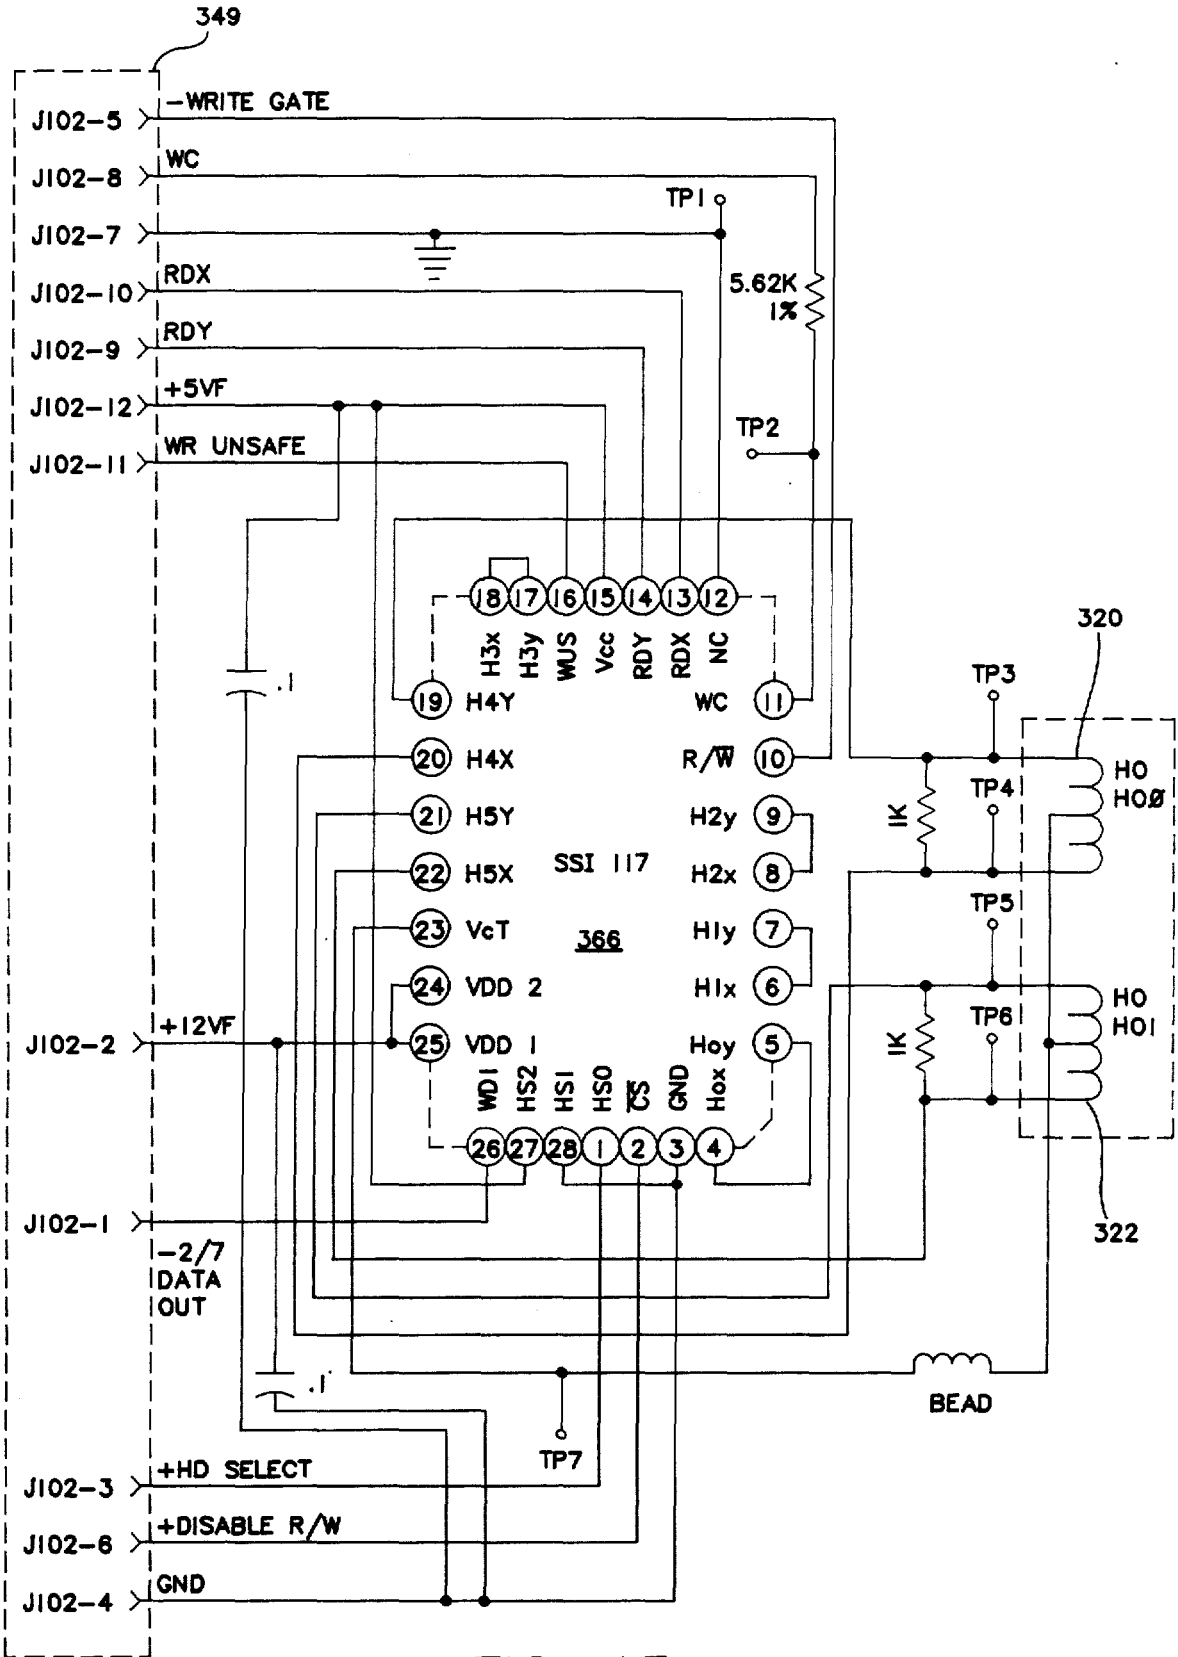 349
J102-5 -WRITE GATE
J102-8 WC
TP1
J102-7
J102-10 RDX
5.62K
1%
J102-9 RDY
J102-12 +5VF
TP2
J102-11 WR UNSAFE
18 17 16 15 14 13 12
H3x H3y WUS Vcc RDY RDX NC
320
.1
TP3
19 H4Y WC 11
20 H4X R/W̅ 10
HO
HOØ
TP4
1K
21 H5Y H2y 9
SSI 117
22 H5X H2x 8
TP5
23 VcT 366 H1y 7
24 VDD 2 H1x 6
HO
HO1
TP6
1K
J102-2 +12VF
25 VDD 1 Hoy 5
WD1 HS2 HS1 HS0 C̅S̅ GND Hox
26 27 28 1 2 3 4
J102-1
-2/7
DATA
OUT
322
.1
BEAD
TP7
J102-3 +HD SELECT
J102-6 +DISABLE R/W
J102-4 GND